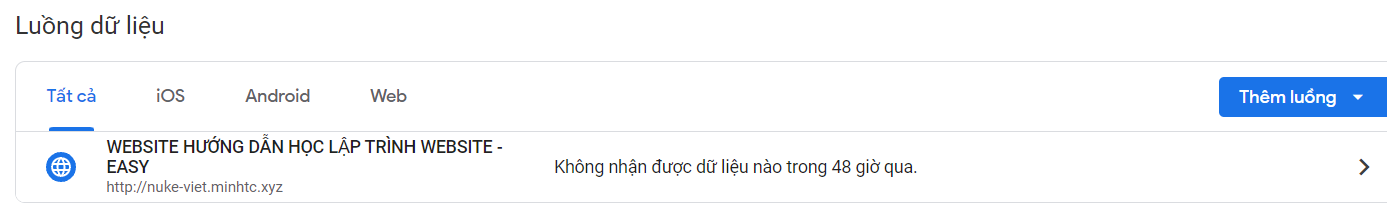 Luồng dữ liệu
Tất cả iOS Android Web Thêm luồng
WEBSITE HƯỚNG DẪN HỌC LẬP TRÌNH WEBSITE -
EASY
Không nhận được dữ liệu nào trong 48 giờ qua.
http://nuke-viet.minhtc.xyz